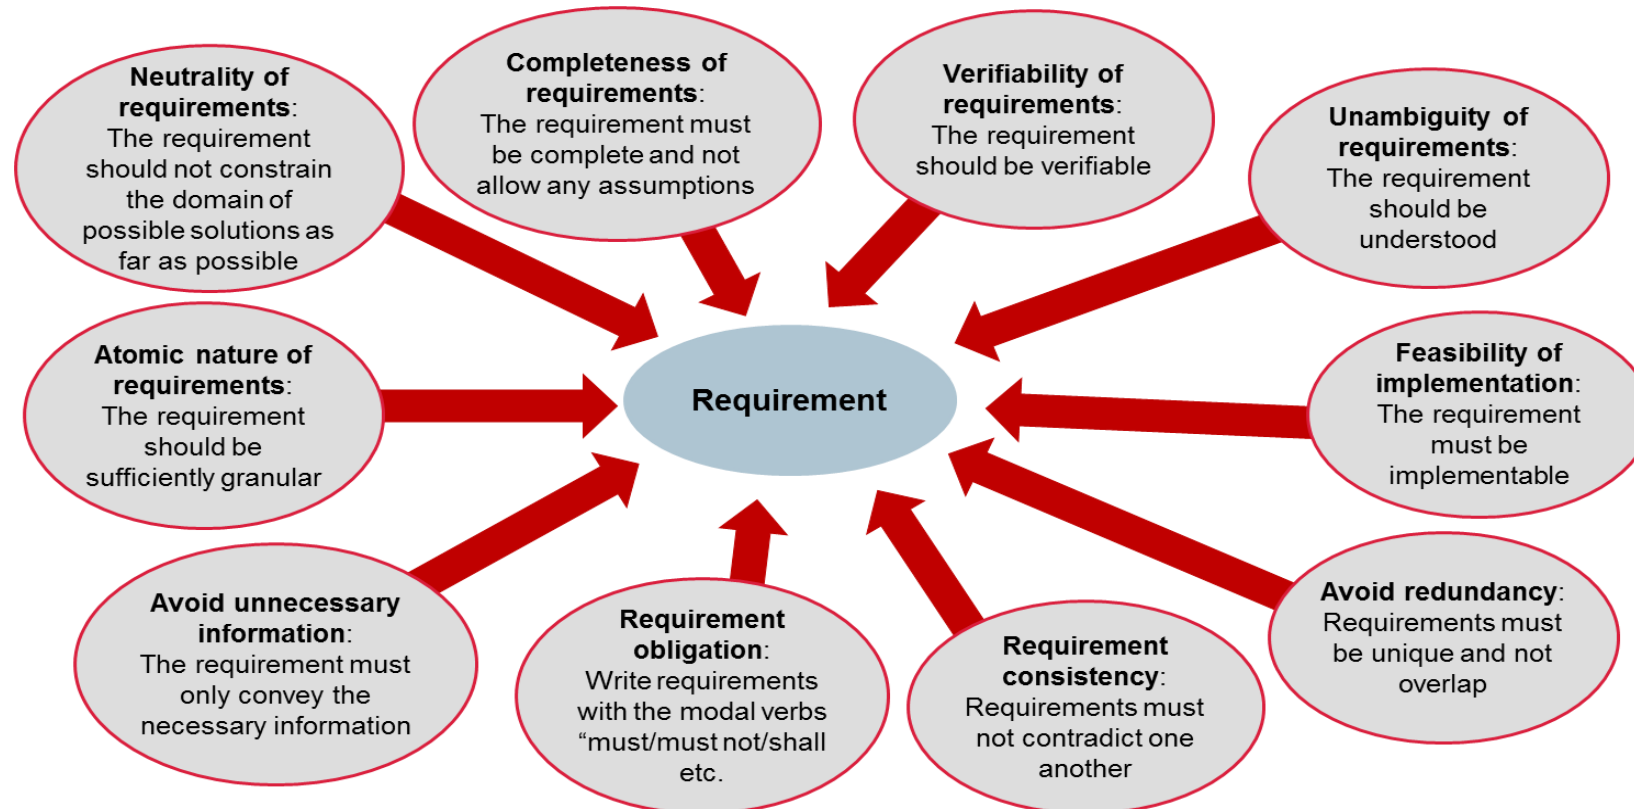 Neutrality of
requirements:
The requirement
should not constrain
the domain of
possible solutions as
far as possible
Completeness of
requirements:
The requirement must
be complete and not
allow any assumptions
Verifiability of
requirements:
The requirement
should be verifiable
Unambiguity of
requirements:
The requirement
should be
understood
Atomic nature of
requirements:
The requirement
should be
sufficiently granular
Requirement
Feasibility of
implementation:
The requirement
must be
implementable
Avoid unnecessary
information:
The requirement must
only convey the
necessary information
Requirement
obligation:
Write requirements
with the modal verbs
“must/must not/shall
etc.
Requirement
consistency:
Requirements must
not contradict one
another
Avoid redundancy:
Requirements must
be unique and not
overlap